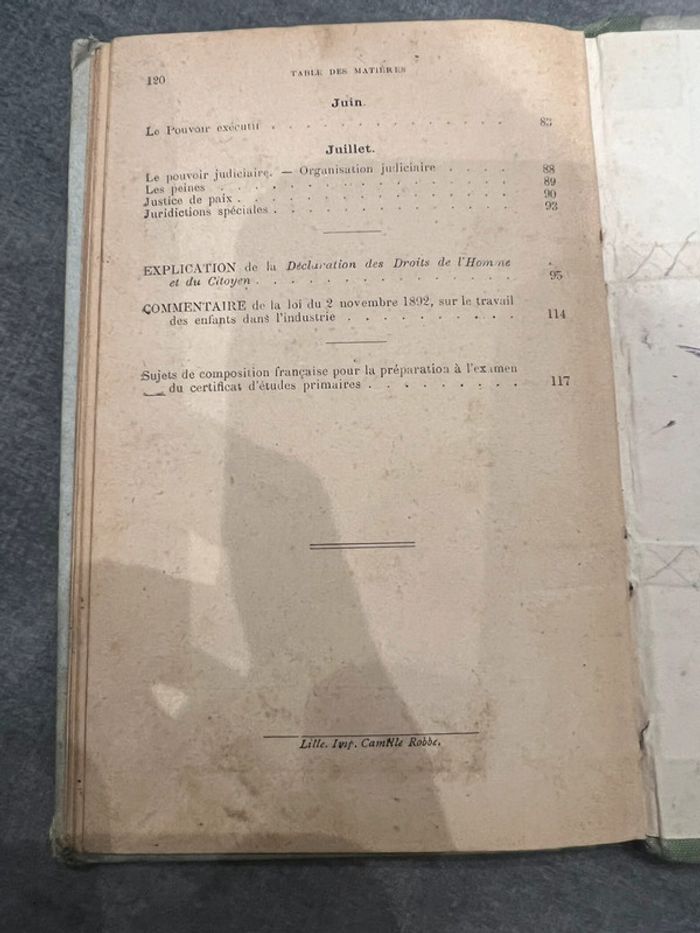 120 TABLE DES MATIÈRES
Juin.
Le Pouvoir exécutif . . . . . . . . . . . . 83
Juillet.
Le pouvoir judiciaire. — Organisation judiciaire . . . . 88
Les peines . . . . . . . . . . . . . . . 89
Justice de paix . . . . . . . . . . . . . . 90
Juridictions spéciales . . . . . . . . . . . . 93
EXPLICATION de la Déclaration des Droits de l'Homme
et du Citoyen . . . . . . . . . . . . . 95
COMMENTAIRE de la loi du 2 novembre 1892, sur le travail
des enfants dans l'industrie . . . . . . . . . 114
Sujets de composition française pour la préparation à l'examen
du certificat d'études primaires . . . . . . . . 117
Lille. Imp. Camille Robbe.